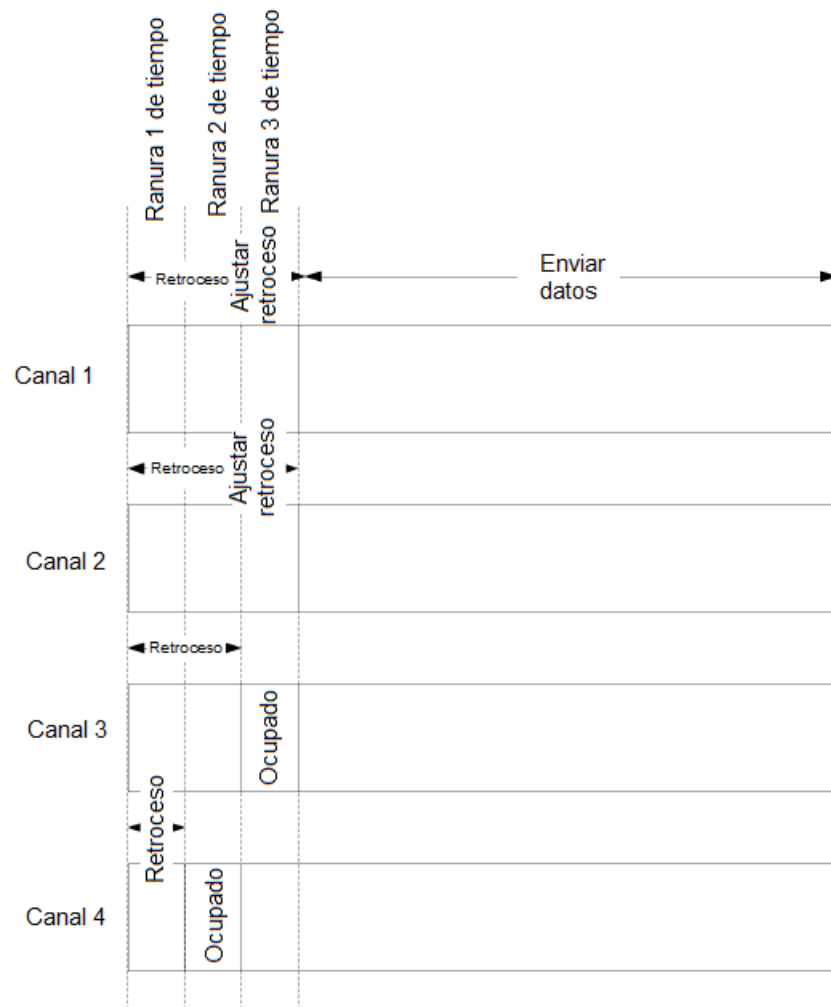 Ranura 1 de tiempo
Ranura 2 de tiempo
Ranura 3 de tiempo
Retroceso
Ajustar
retroceso
Enviar
datos
Canal 1
Retroceso
Ajustar
retroceso
Canal 2
Retroceso
Canal 3
Ocupado
Retroceso
Canal 4
Ocupado